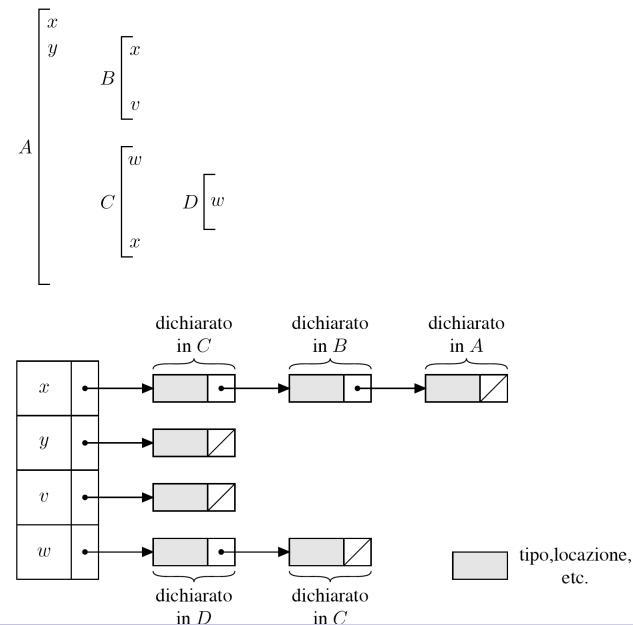 x
y
B
x
v
A
C
w
x
D
w
dichiarato
in C
dichiarato
in B
dichiarato
in A
x
y
v
w
dichiarato
in D
dichiarato
in C
tipo,locazione,
etc.